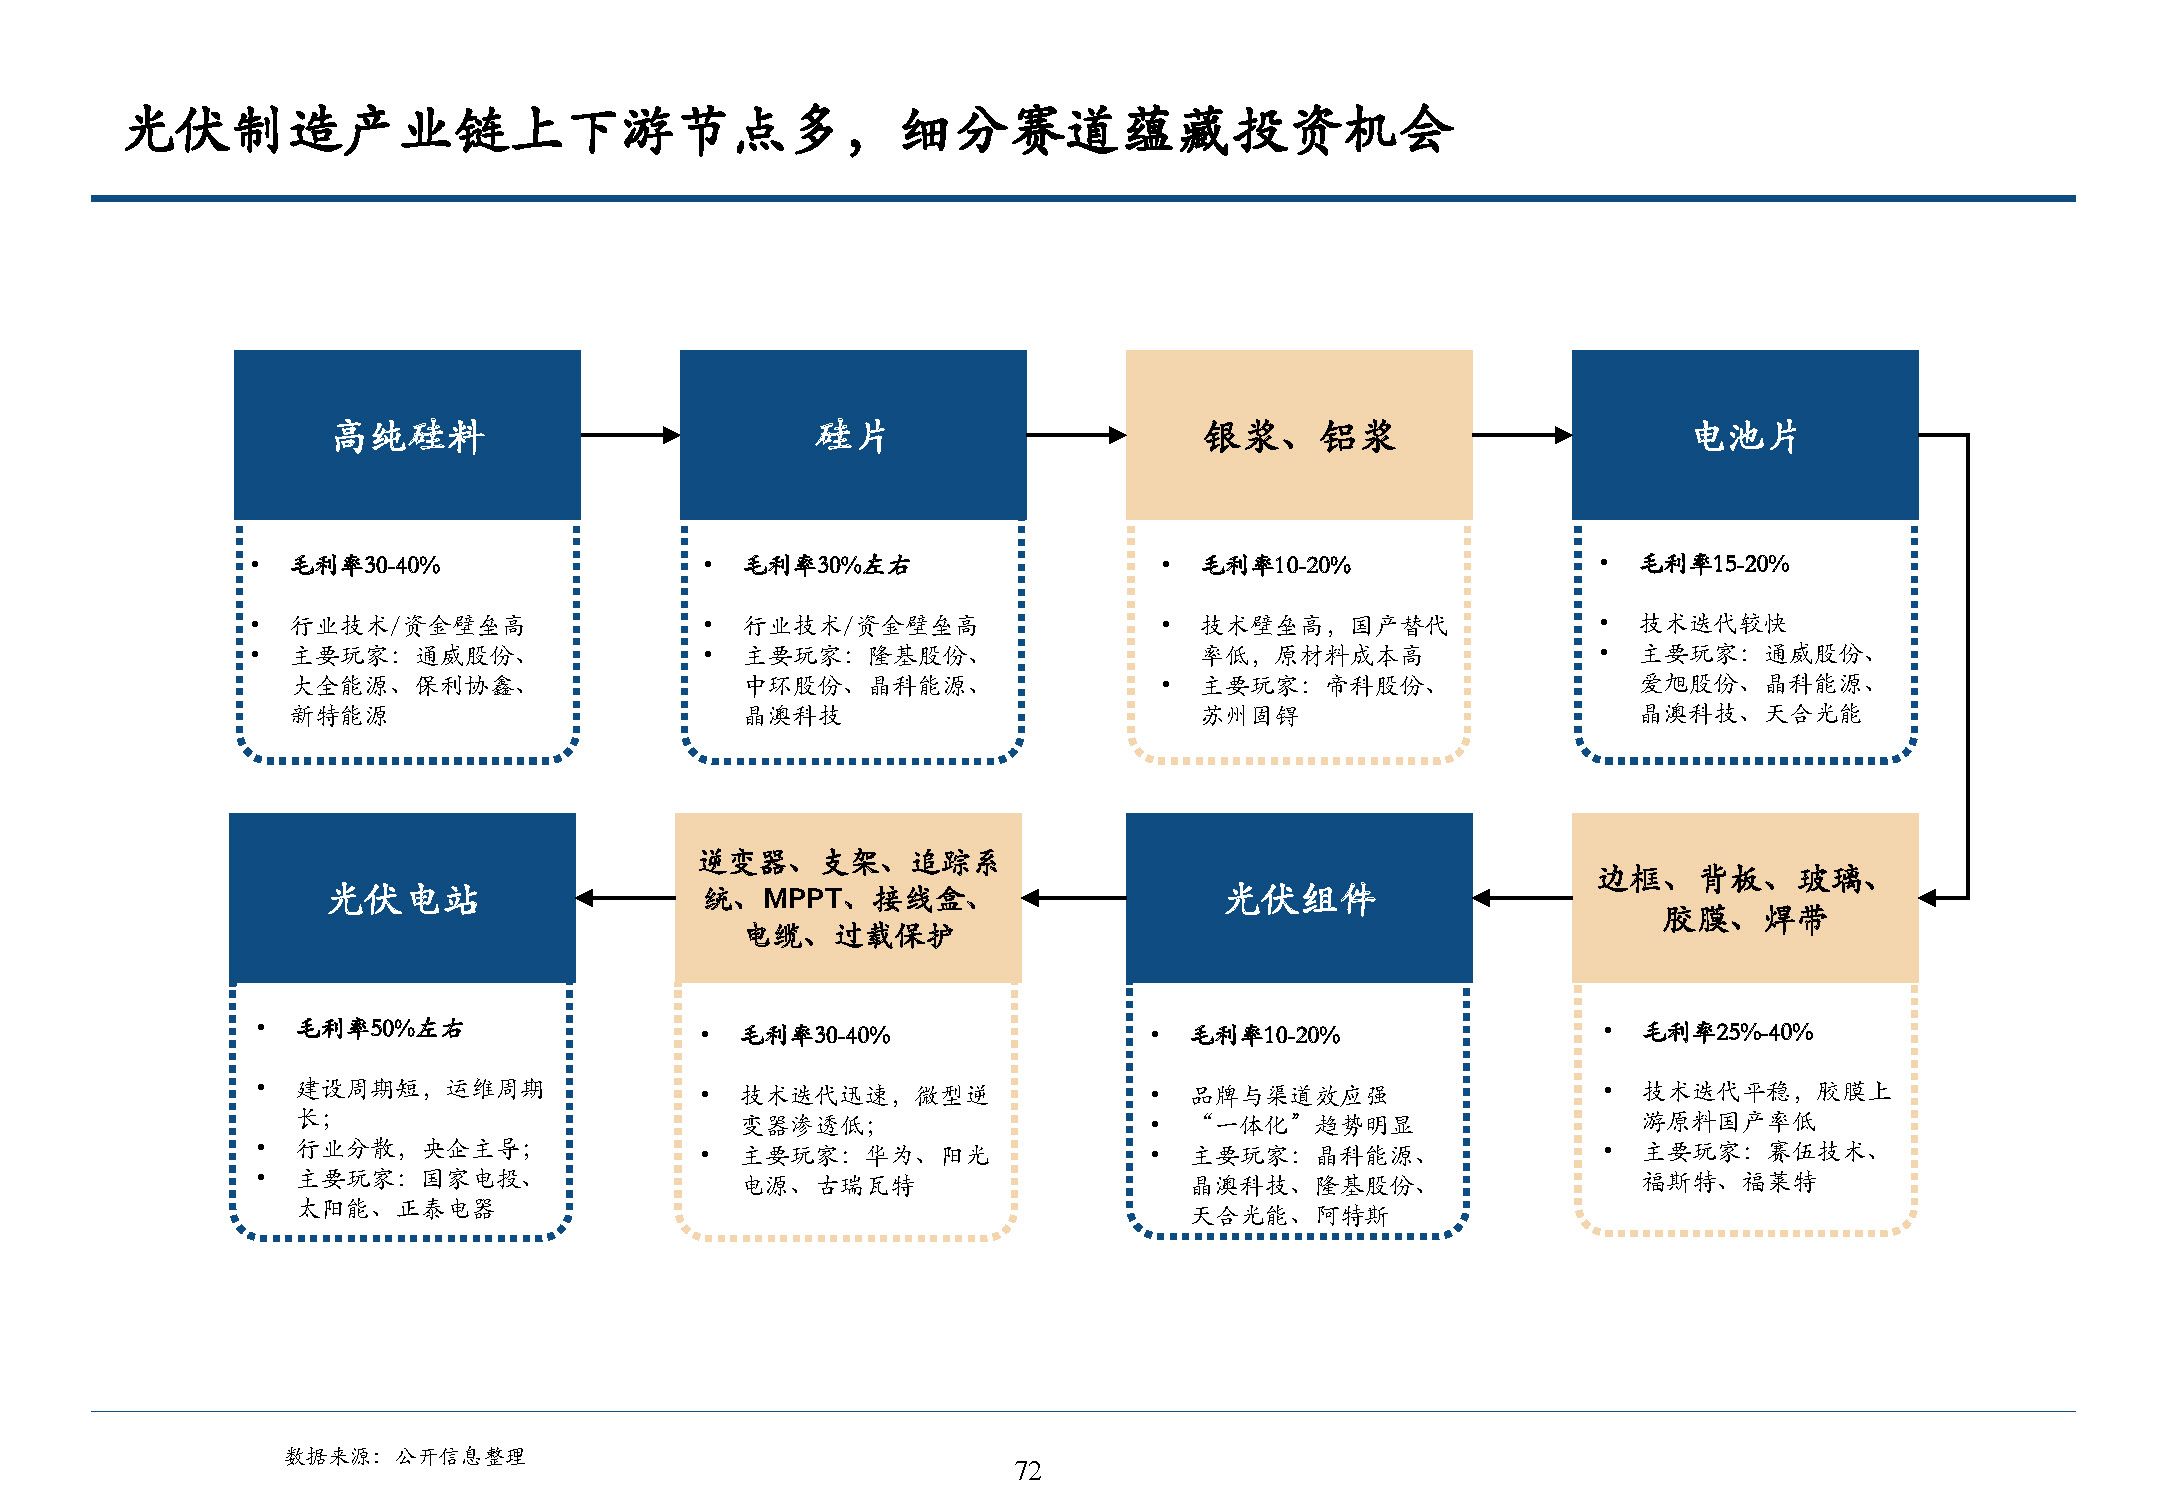 光伏制造产业链上下游节点多，细分赛道蕴藏投资机会
高纯硅料
• 毛利率30-40%
• 行业技术/资金壁垒高
• 主要玩家：通威股份、
大全能源、保利协鑫、
新特能源
硅片
• 毛利率30%左右
• 行业技术/资金壁垒高
• 主要玩家：隆基股份、
中环股份、晶科能源、
晶澳科技
银浆、铝浆
• 毛利率10-20%
• 技术壁垒高，国产替代
率低，原材料成本高
• 主要玩家：帝科股份、
苏州固锝
电池片
• 毛利率15-20%
• 技术迭代较快
• 主要玩家：通威股份、
爱旭股份、晶科能源、
晶澳科技、天合光能
光伏电站
• 毛利率50%左右
• 建设周期短，运维周期
长；
• 行业分散，央企主导；
• 主要玩家：国家电投、
太阳能、正泰电器
逆变器、支架、追踪系
统、MPPT、接线盒、
电缆、过载保护
• 毛利率30-40%
• 技术迭代迅速，微型逆
变器渗透低；
• 主要玩家：华为、阳光
电源、古瑞瓦特
光伏组件
• 毛利率10-20%
• 品牌与渠道效应强
• “一体化”趋势明显
• 主要玩家：晶科能源、
晶澳科技、隆基股份、
天合光能、阿特斯
边框、背板、玻璃、
胶膜、焊带
• 毛利率25%-40%
• 技术迭代平稳，胶膜上
游原料国产率低
• 主要玩家：赛伍技术、
福斯特、福莱特
数据来源：公开信息整理
72